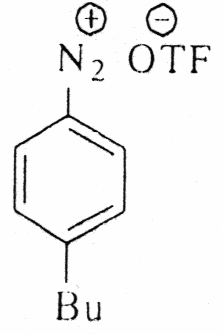 ⊕ ⊖
N₂ OTF
Bu